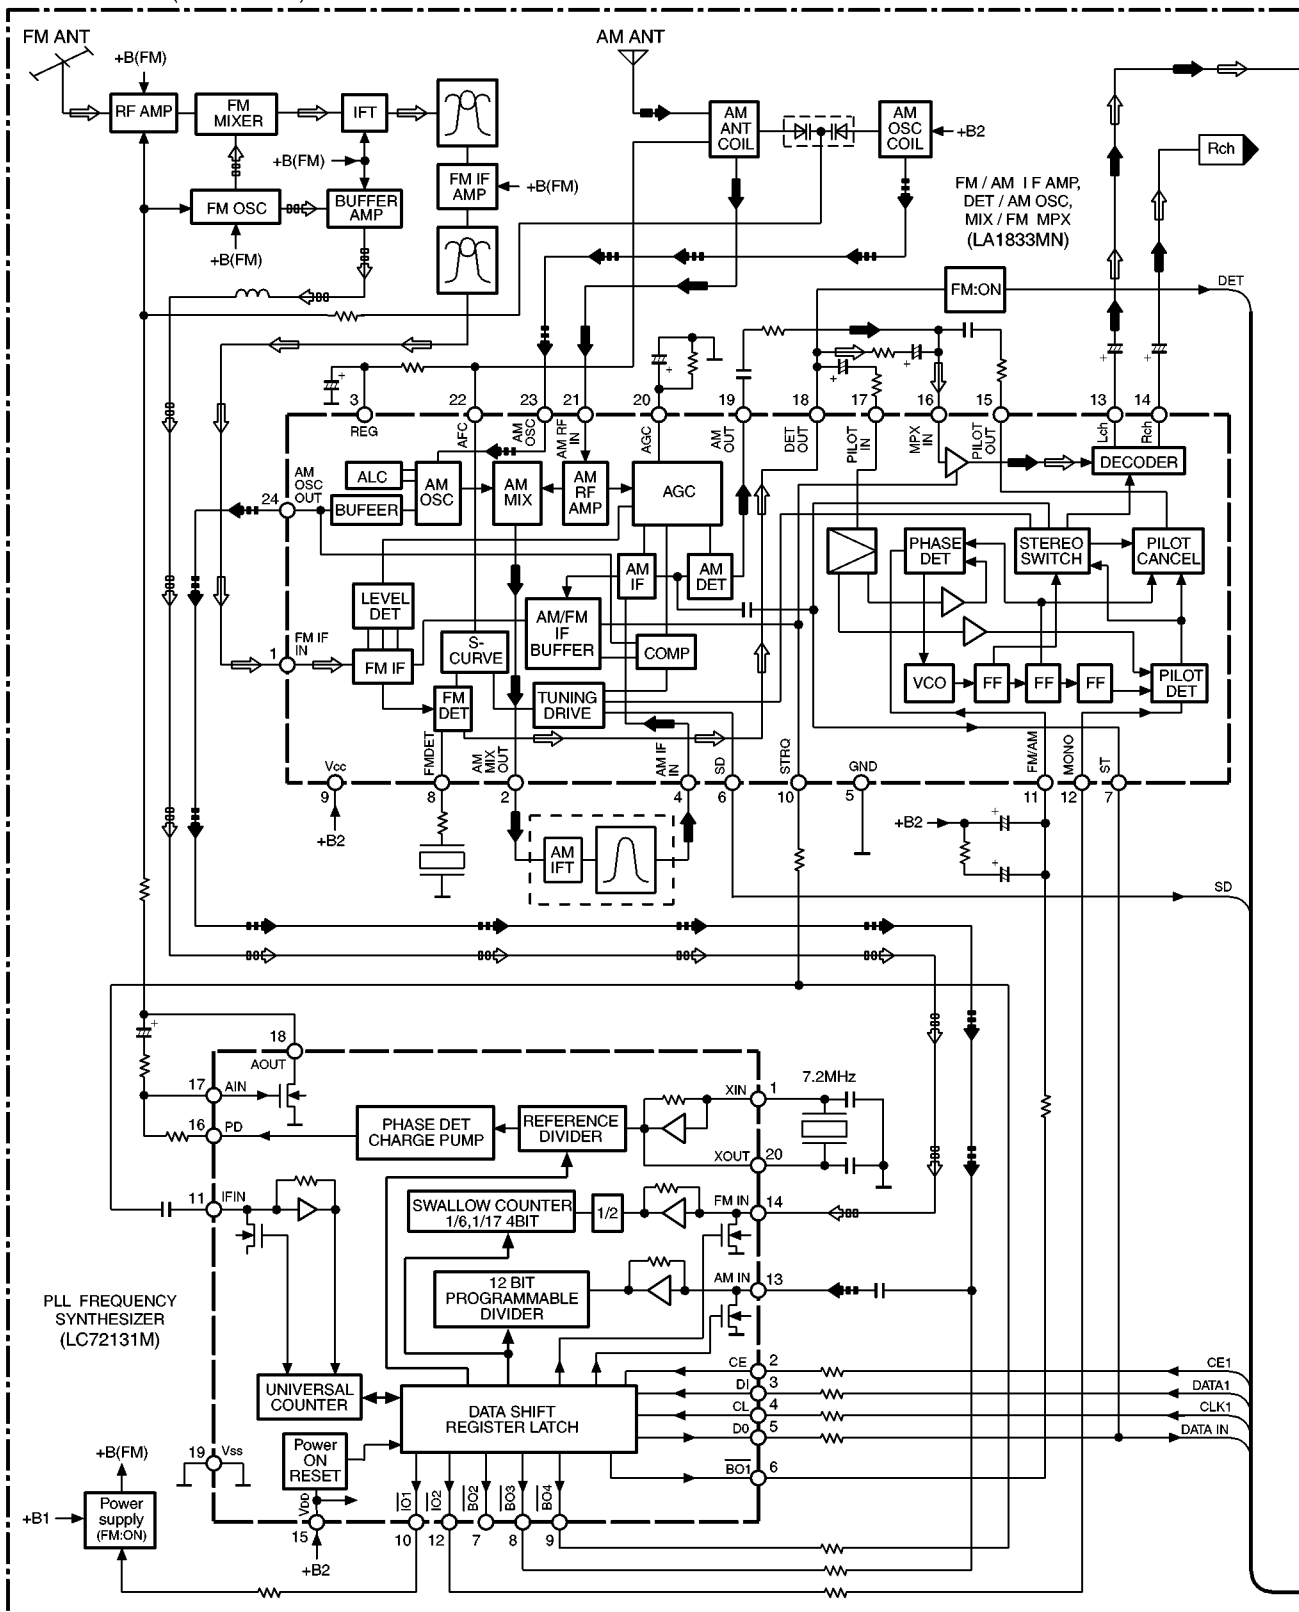 FM ANT
+B(FM)
AM ANT
RF AMP
FM
MIXER
IFT
AM
ANT
COIL
AM
OSC
COIL
+B2
Rch
+B(FM)
FM IF
AMP
+B(FM)
FM OSC
BUFFER
AMP
+B(FM)
FM / AM I F AMP,
DET / AM OSC,
MIX / FM MPX
(LA1833MN)
FM:ON
DET
3
22
23
21
20
19
18
17
16
15
13
14
REG
AFC
AM
OSC
AM RF
IN
AGC
AM
OUT
DET
OUT
PILOT
IN
MPX
IN
PILOT
OUT
Lch
Rch
AM
OSC
OUT
24
ALC
BUFEER
AM
OSC
AM
MIX
AM
RF
AMP
AGC
DECODER
PHASE
DET
STEREO
SWITCH
PILOT
CANCEL
LEVEL
DET
AM
IF
AM
DET
AM/FM
IF
BUFFER
S-
CURVE
COMP
FM IF
IN
1
FM IF
FM
DET
TUNING
DRIVE
VCO
FF
FF
FF
PILOT
DET
Vcc
FMDET
AM
MIX
OUT
AM IF
IN
SD
STRQ
GND
FM/AM
MONO
ST
9
8
2
4
6
10
5
11
12
7
+B2
+B2
AM
IFT
SD
18
AOUT
17
AIN
16
PD
PHASE DET
CHARGE PUMP
REFERENCE
DIVIDER
XIN
1
7.2MHz
XOUT
20
11
IFIN
SWALLOW COUNTER
1/6,1/17 4BIT
1/2
FM IN
14
12 BIT
PROGRAMMABLE
DIVIDER
AM IN
13
PLL FREQUENCY
SYNTHESIZER
(LC72131M)
CE
2
CE1
DI
3
DATA1
CL
4
CLK1
D0
5
DATA IN
BO1
6
UNIVERSAL
COUNTER
DATA SHIFT
REGISTER LATCH
19
Vss
Power
ON
RESET
+B(FM)
+B1
Power
supply
(FM:ON)
VDD
IO1
IO2
BO2
BO3
BO4
15
10
12
7
8
9
+B2